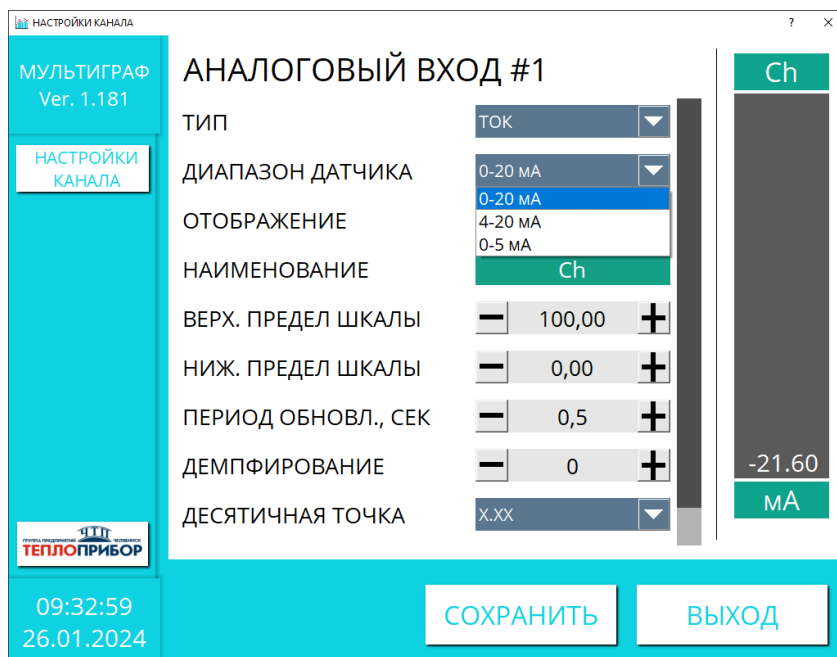 НАСТРОЙКИ КАНАЛА
?
×
МУЛЬТИГРАФ
Ver. 1.181
НАСТРОЙКИ
КАНАЛА
АНАЛОГОВЫЙ ВХОД #1
ТИП
ТОК
ДИАПАЗОН ДАТЧИКА
0-20 мА
0-20 мА
4-20 мА
0-5 мА
ОТОБРАЖЕНИЕ
НАИМЕНОВАНИЕ
Ch
ВЕРХ. ПРЕДЕЛ ШКАЛЫ
100,00
НИЖ. ПРЕДЕЛ ШКАЛЫ
0,00
ПЕРИОД ОБНОВЛ., СЕК
0,5
ДЕМПФИРОВАНИЕ
0
ДЕСЯТИЧНАЯ ТОЧКА
X.XX
Ch
-21.60
мА
ГРУППА ПРЕДПРИЯТИЙ ЧЕЛЯБИНСК
ТЕПЛОПРИБОР
09:32:59
26.01.2024
СОХРАНИТЬ
ВЫХОД